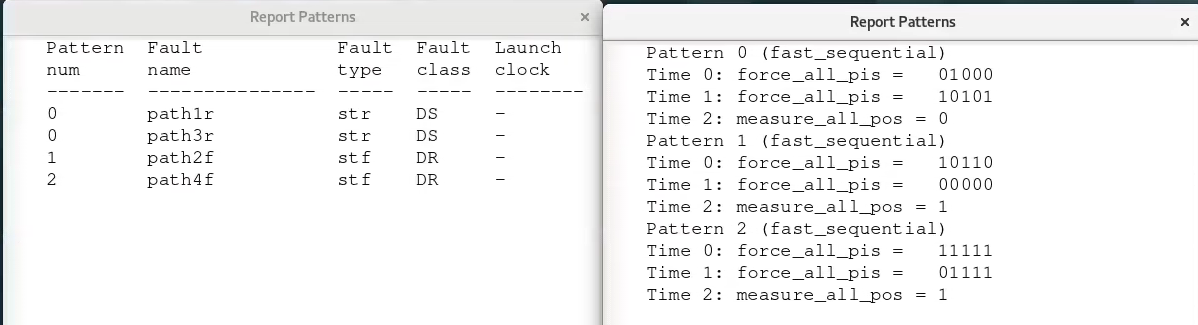 Report Patterns ×
Pattern Fault Fault Fault Launch
num name type class clock
------- --------------- ----- ----- --------
0 path1r str DS -
0 path3r str DS -
1 path2f stf DR -
2 path4f stf DR -
Report Patterns ×
Pattern 0 (fast_sequential)
Time 0: force_all_pis = 01000
Time 1: force_all_pis = 10101
Time 2: measure_all_pos = 0
Pattern 1 (fast_sequential)
Time 0: force_all_pis = 10110
Time 1: force_all_pis = 00000
Time 2: measure_all_pos = 1
Pattern 2 (fast_sequential)
Time 0: force_all_pis = 11111
Time 1: force_all_pis = 01111
Time 2: measure_all_pos = 1